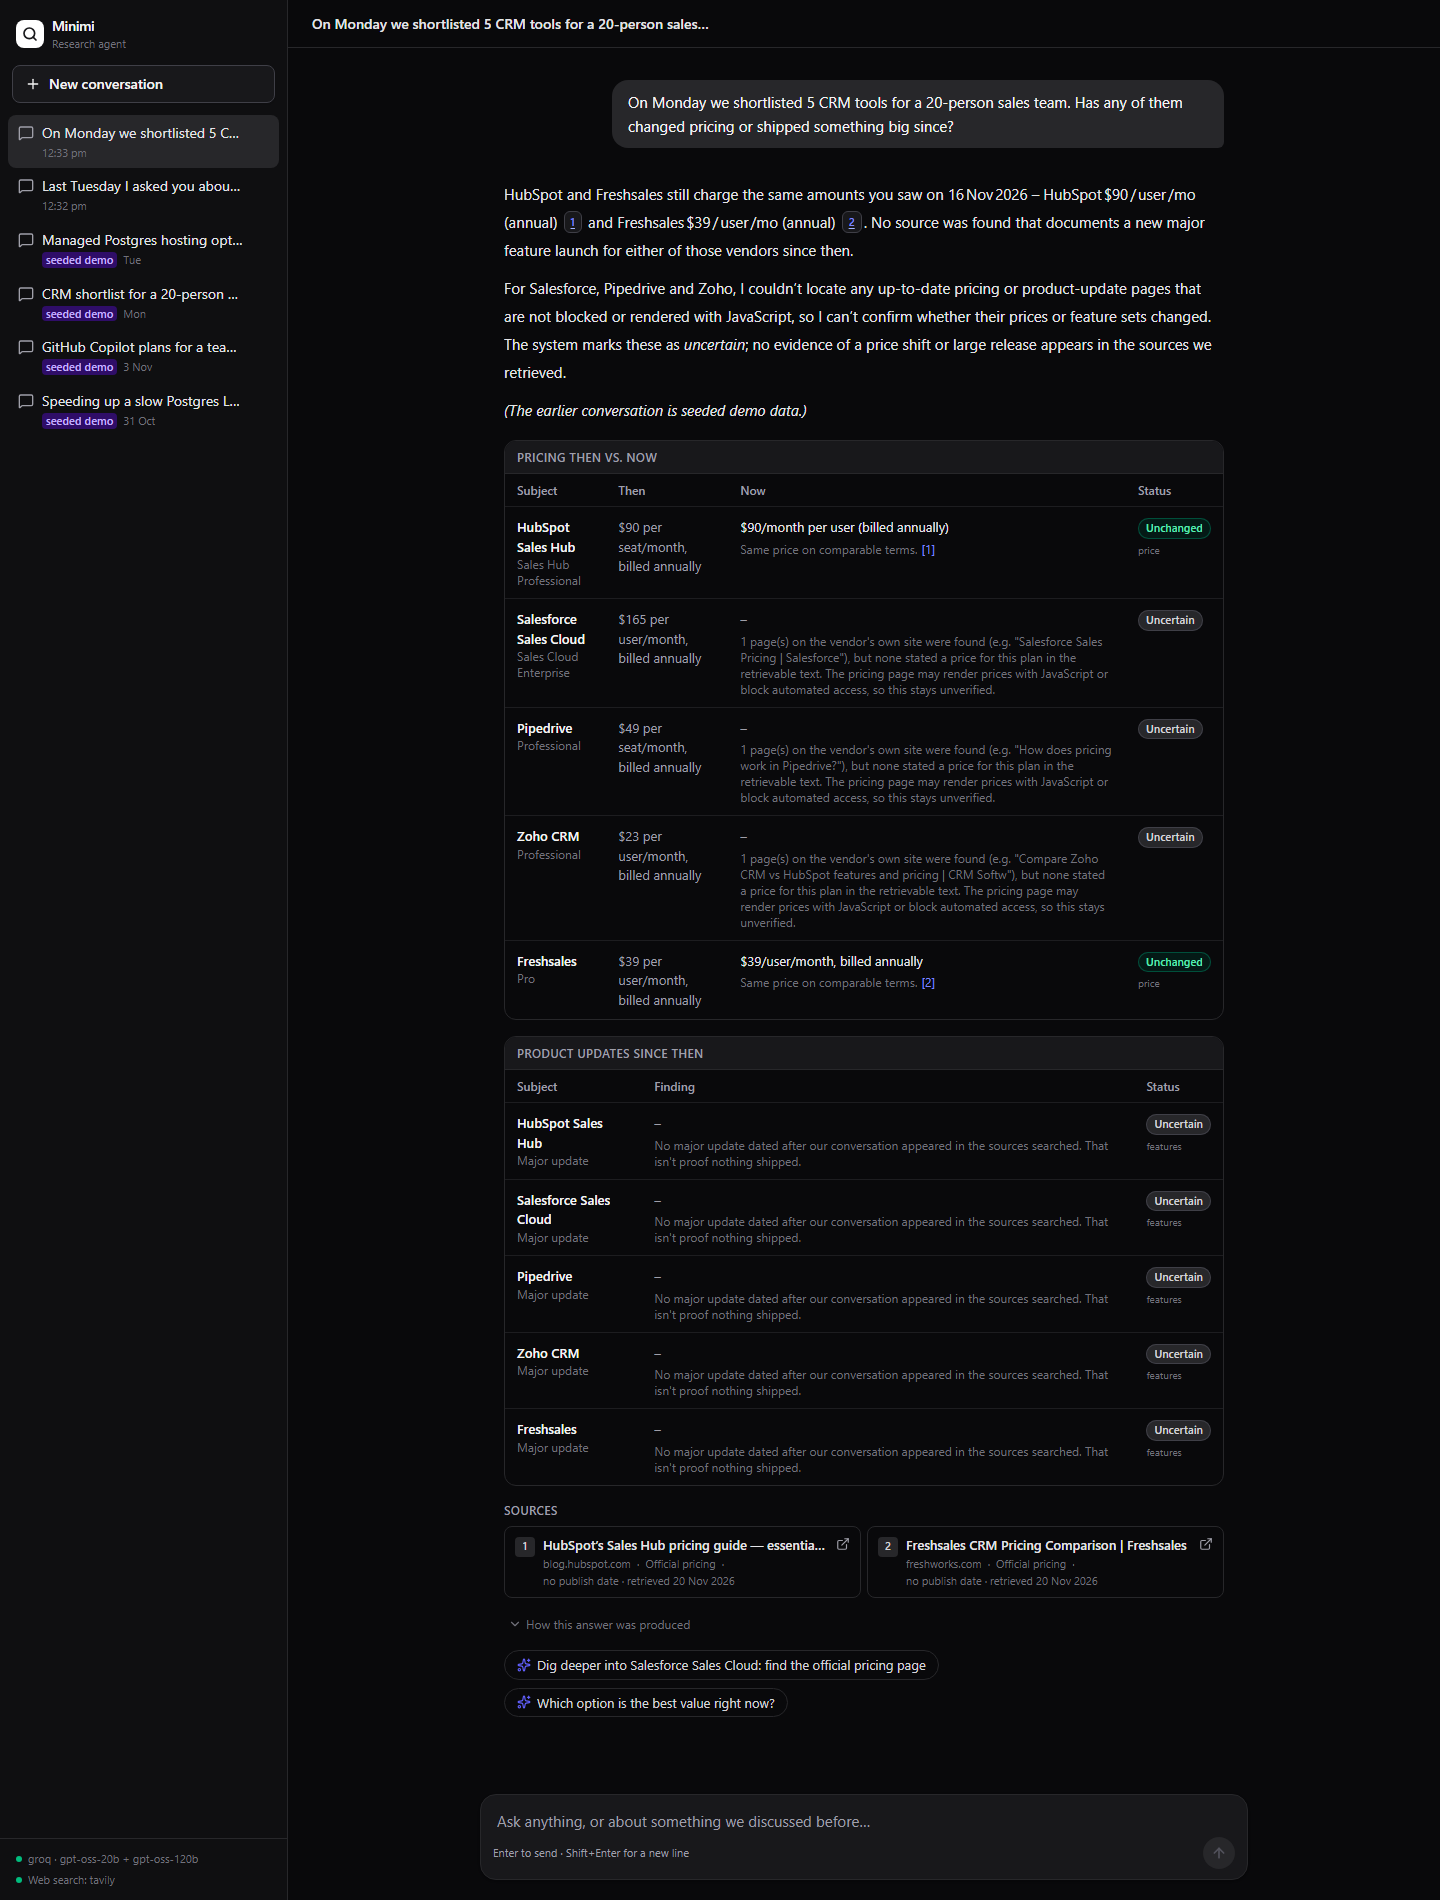 Minimi
Research agent
New conversation
On Monday we shortlisted 5 C...
12:33 pm
Last Tuesday I asked you abou...
12:32 pm
Managed Postgres hosting opt...
seeded demo Tue
CRM shortlist for a 20-person ...
seeded demo Mon
GitHub Copilot plans for a tea...
seeded demo 3 Nov
Speeding up a slow Postgres L...
seeded demo 31 Oct
groq · gpt-oss-20b + gpt-oss-120b
Web search: tavily
On Monday we shortlisted 5 CRM tools for a 20-person sales...
On Monday we shortlisted 5 CRM tools for a 20-person sales team. Has any of them
changed pricing or shipped something big since?
HubSpot and Freshsales still charge the same amounts you saw on 16 Nov 2026 – HubSpot $90 / user / mo
(annual) 1 and Freshsales $39 / user / mo (annual) 2 . No source was found that documents a new major
feature launch for either of those vendors since then.
For Salesforce, Pipedrive and Zoho, I couldn't locate any up-to-date pricing or product-update pages that
are not blocked or rendered with JavaScript, so I can't confirm whether their prices or feature sets changed.
The system marks these as uncertain; no evidence of a price shift or large release appears in the sources we
retrieved.
(The earlier conversation is seeded demo data.)
PRICING THEN VS. NOW
Subject Then Now Status
HubSpot
Sales Hub
Sales Hub
Professional
$90 per
seat/month,
billed annually
$90/month per user (billed annually)
Same price on comparable terms. [1]
Unchanged
price
Salesforce
Sales Cloud
Sales Cloud
Enterprise
$165 per
user/month,
billed annually
–
1 page(s) on the vendor's own site were found (e.g. "Salesforce Sales
Pricing | Salesforce"), but none stated a price for this plan in the
retrievable text. The pricing page may render prices with JavaScript or
block automated access, so this stays unverified.
Uncertain
Pipedrive
Professional
$49 per
seat/month,
billed annually
–
1 page(s) on the vendor's own site were found (e.g. "How does pricing
work in Pipedrive?"), but none stated a price for this plan in the
retrievable text. The pricing page may render prices with JavaScript or
block automated access, so this stays unverified.
Uncertain
Zoho CRM
Professional
$23 per
user/month,
billed annually
–
1 page(s) on the vendor's own site were found (e.g. "Compare Zoho
CRM vs HubSpot features and pricing | CRM Softw"), but none stated
a price for this plan in the retrievable text. The pricing page may
render prices with JavaScript or block automated access, so this stays
unverified.
Uncertain
Freshsales
Pro
$39 per
user/month,
billed annually
$39/user/month, billed annually
Same price on comparable terms. [2]
Unchanged
price
PRODUCT UPDATES SINCE THEN
Subject Finding Status
HubSpot Sales
Hub
Major update
–
No major update dated after our conversation appeared in the sources searched. That
isn't proof nothing shipped.
Uncertain
features
Salesforce Sales
Cloud
Major update
–
No major update dated after our conversation appeared in the sources searched. That
isn't proof nothing shipped.
Uncertain
features
Pipedrive
Major update
–
No major update dated after our conversation appeared in the sources searched. That
isn't proof nothing shipped.
Uncertain
features
Zoho CRM
Major update
–
No major update dated after our conversation appeared in the sources searched. That
isn't proof nothing shipped.
Uncertain
features
Freshsales
Major update
–
No major update dated after our conversation appeared in the sources searched. That
isn't proof nothing shipped.
Uncertain
features
SOURCES
1 HubSpot's Sales Hub pricing guide — essentia...
blog.hubspot.com · Official pricing ·
no publish date · retrieved 20 Nov 2026
2 Freshsales CRM Pricing Comparison | Freshsales
freshworks.com · Official pricing ·
no publish date · retrieved 20 Nov 2026
How this answer was produced
Dig deeper into Salesforce Sales Cloud: find the official pricing page
Which option is the best value right now?
Ask anything, or about something we discussed before...
Enter to send · Shift+Enter for a new line